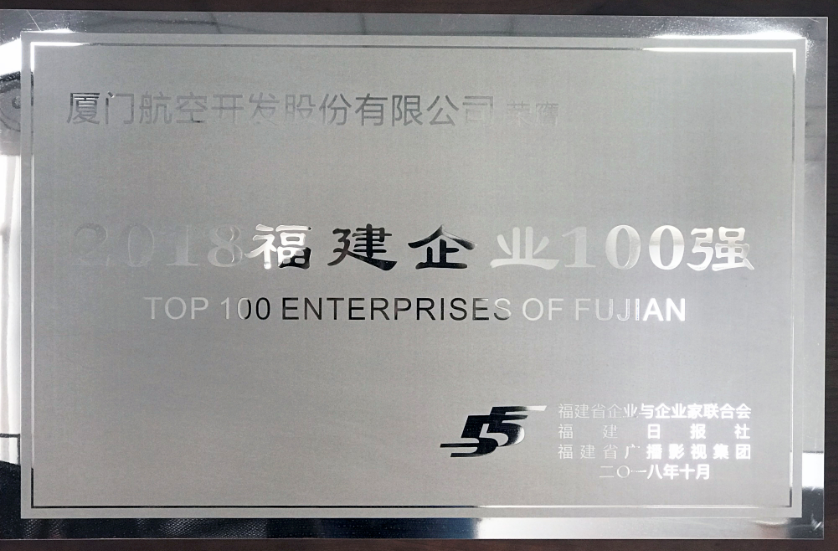 厦门航空开发股份有限公司 荣膺
2018福建企业100强
TOP 100 ENTERPRISES OF FUJIAN
55
福建省企业与企业家联合会
福建日报社
福建省广播影视集团
二〇一八年十月